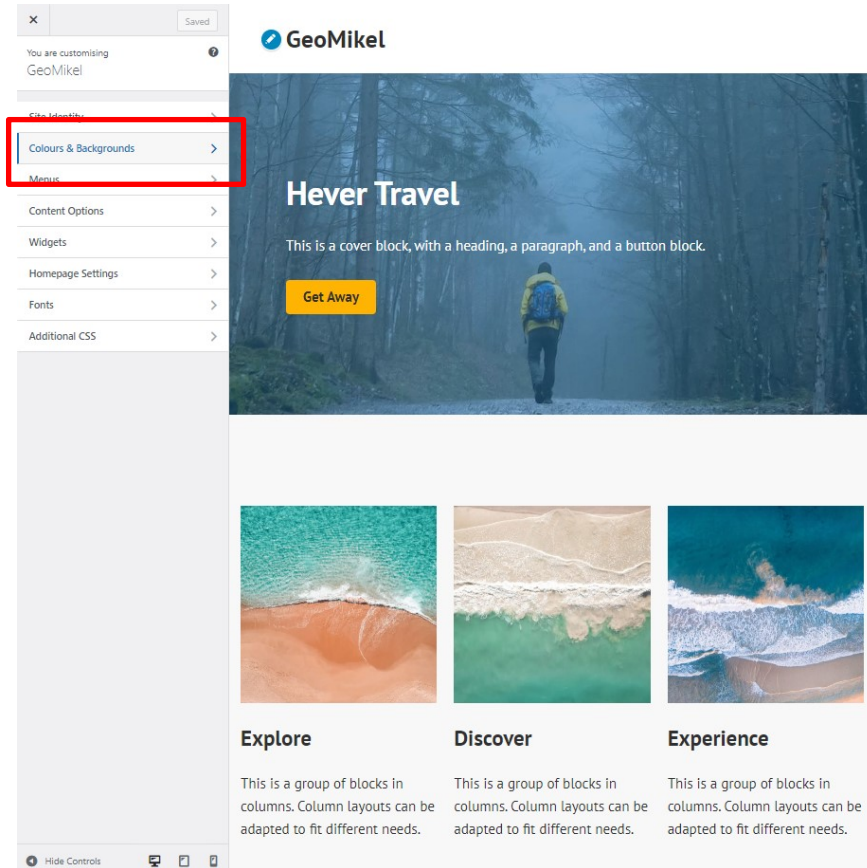 Saved
You are customising
GeoMikel
Site Identity
Colours & Backgrounds
Menus
Content Options
Widgets
Homepage Settings
Fonts
Additional CSS
Hide Controls
GeoMikel
Hever Travel
This is a cover block, with a heading, a paragraph, and a button block.
Get Away
Explore
This is a group of blocks in
columns. Column layouts can be
adapted to fit different needs.
Discover
This is a group of blocks in
columns. Column layouts can be
adapted to fit different needs.
Experience
This is a group of blocks in
columns. Column layouts can be
adapted to fit different needs.